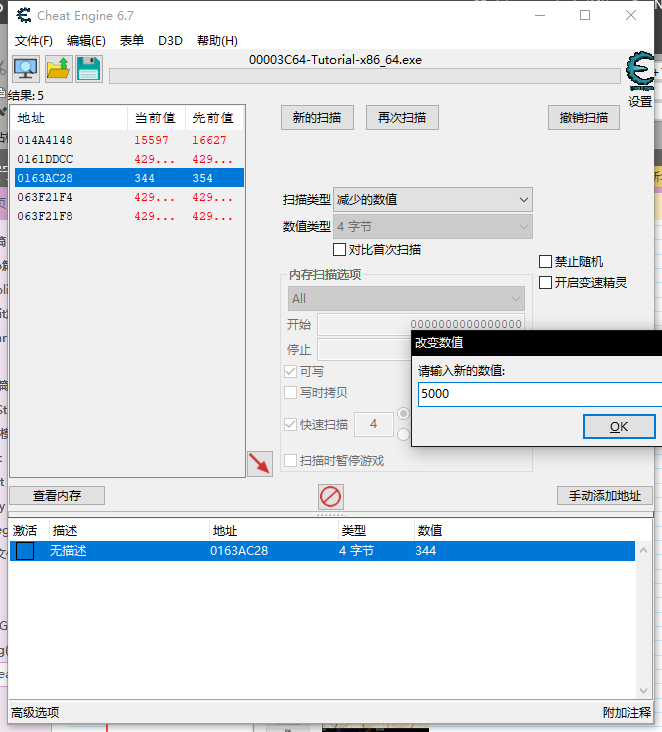 Cheat Engine 6.7
文件(F) 编辑(E) 表单 D3D 帮助(H)
00003C64-Tutorial-x86_64.exe
设置
结果: 5
地址 当前值 先前值
014A4148 15597 16627
0161DDCC 429... 429...
0163AC28 344 354
063F21F4 429... 429...
063F21F8 429... 429...
新的扫描 再次扫描 撤销扫描
扫描类型 减少的数值
数值类型 4 字节
对比首次扫描
禁止随机
开启变速精灵
内存扫描选项
All
开始 0000000000000000
停止
可写
写时拷贝
快速扫描 4
扫描时暂停游戏
改变数值
请输入新的数值:
5000
OK
查看内存 手动添加地址
激活 描述 地址 类型 数值
无描述 0163AC28 4 字节 344
高级选项 附加注释